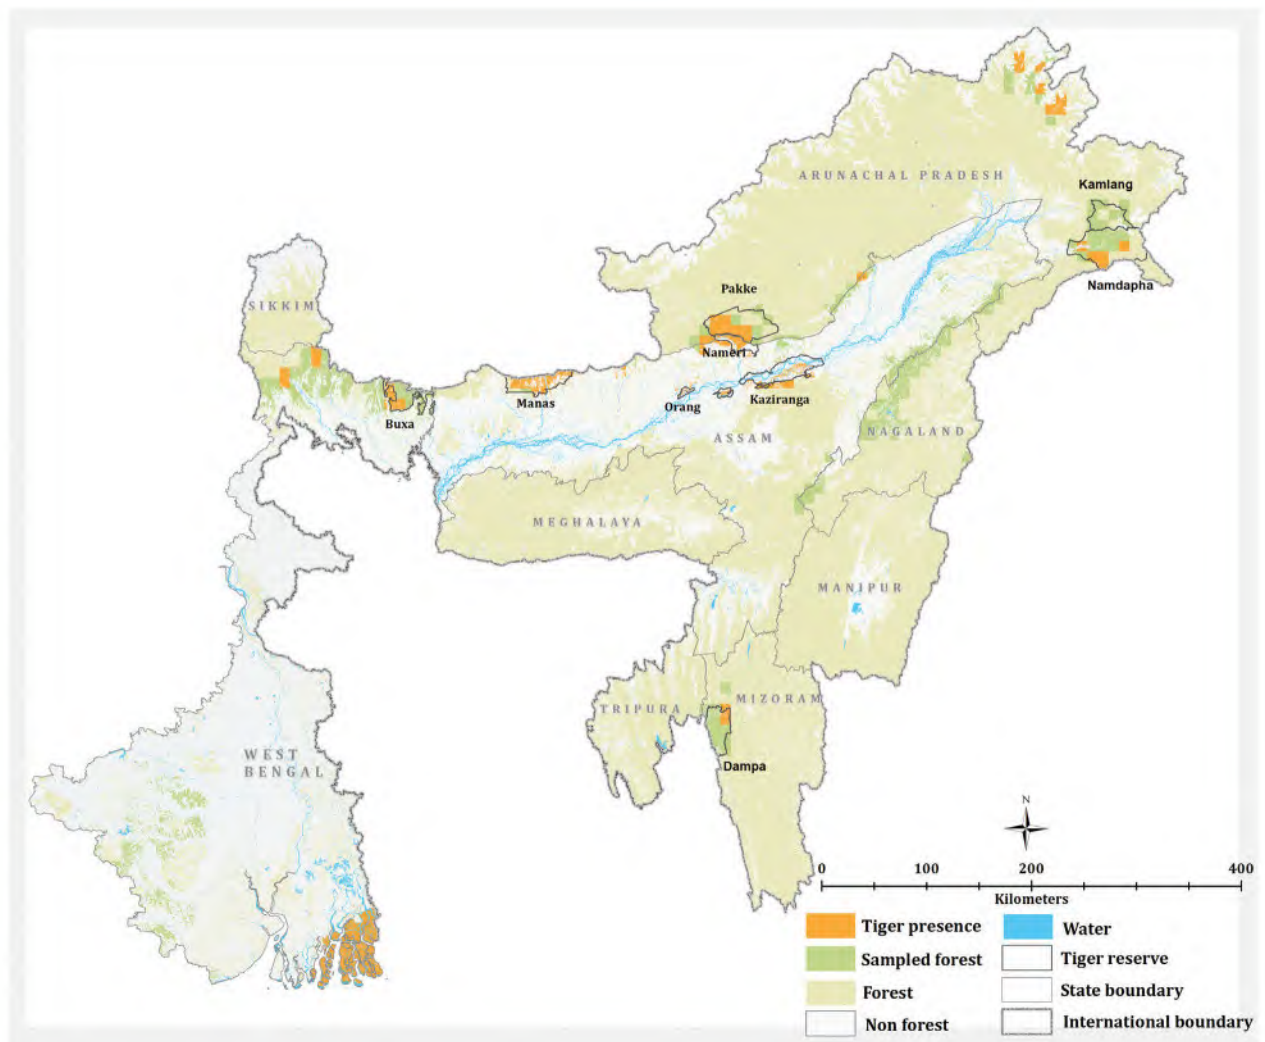 ARUNACHAL PRADESH
Kamlang
Namdapha
SIKKIM
Pakke
Nameri
Manas
Orang
Kaziranga
Buxa
ASSAM
NAGALAND
MEGHALAYA
MANIPUR
TRIPURA
MIZORAM
Dampa
WEST
BENGAL
N
0 100 200 400
Kilometers
Tiger presence
Sampled forest
Forest
Non forest
Water
Tiger reserve
State boundary
International boundary